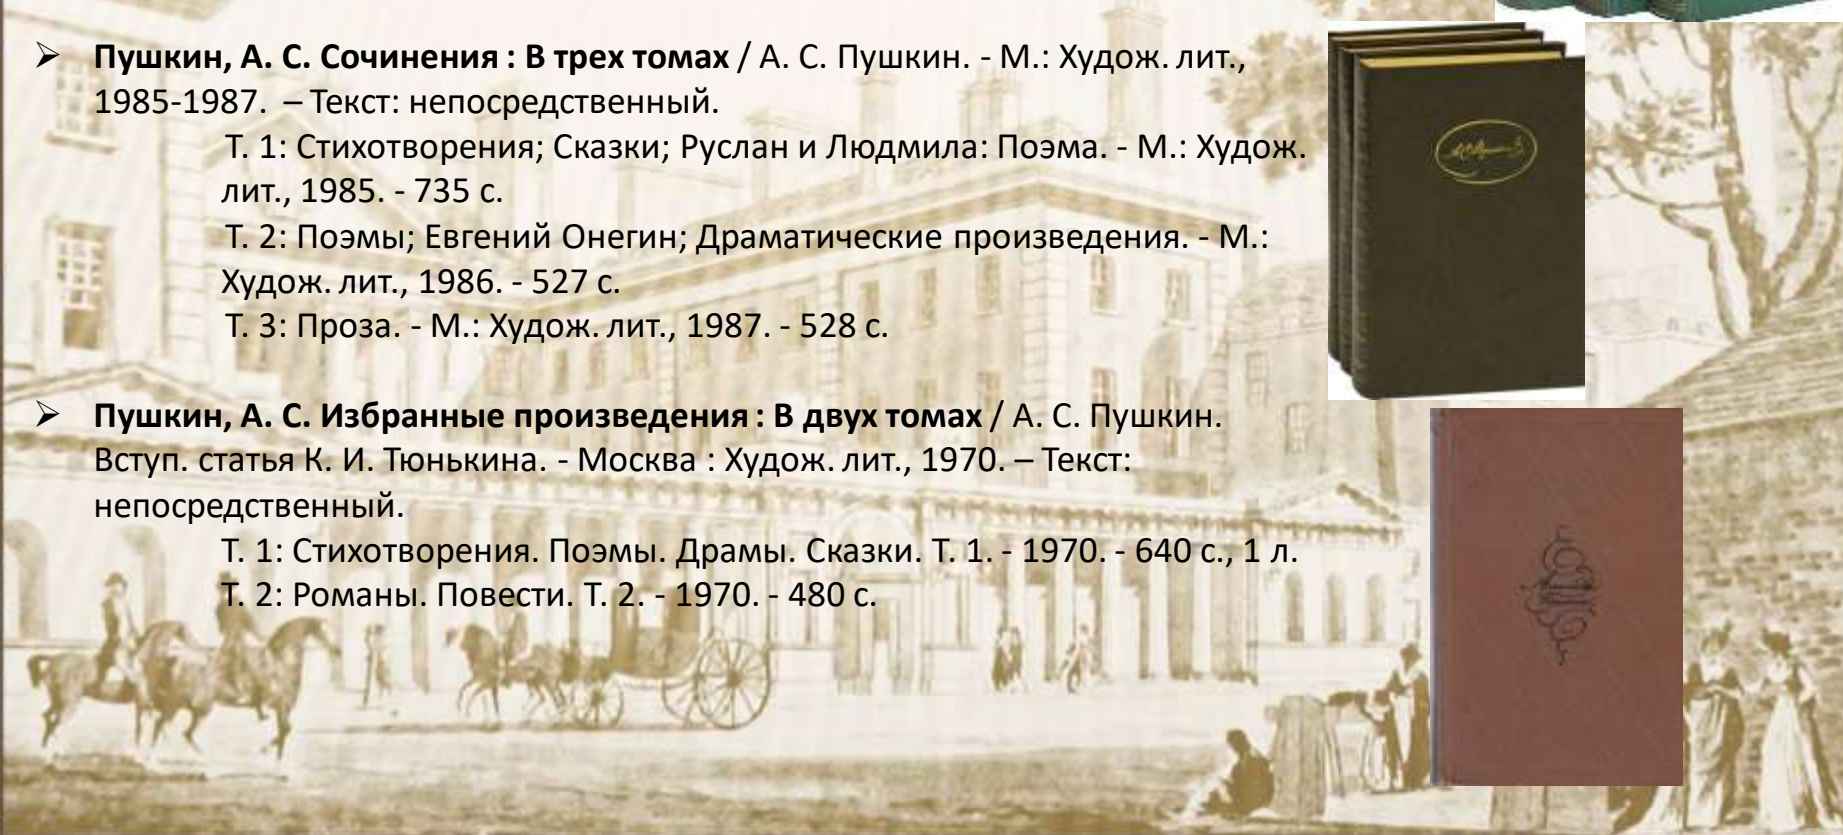 ➢ Пушкин, А. С. Сочинения : В трех томах / А. С. Пушкин. - М.: Худож. лит.,
1985-1987. – Текст: непосредственный.
Т. 1: Стихотворения; Сказки; Руслан и Людмила: Поэма. - М.: Худож.
лит., 1985. - 735 с.
Т. 2: Поэмы; Евгений Онегин; Драматические произведения. - М.:
Худож. лит., 1986. - 527 с.
Т. 3: Проза. - М.: Худож. лит., 1987. - 528 с.
➢ Пушкин, А. С. Избранные произведения : В двух томах / А. С. Пушкин.
Вступ. статья К. И. Тюнькина. - Москва : Худож. лит., 1970. – Текст:
непосредственный.
Т. 1: Стихотворения. Поэмы. Драмы. Сказки. Т. 1. - 1970. - 640 с., 1 л.
Т. 2: Романы. Повести. Т. 2. - 1970. - 480 с.